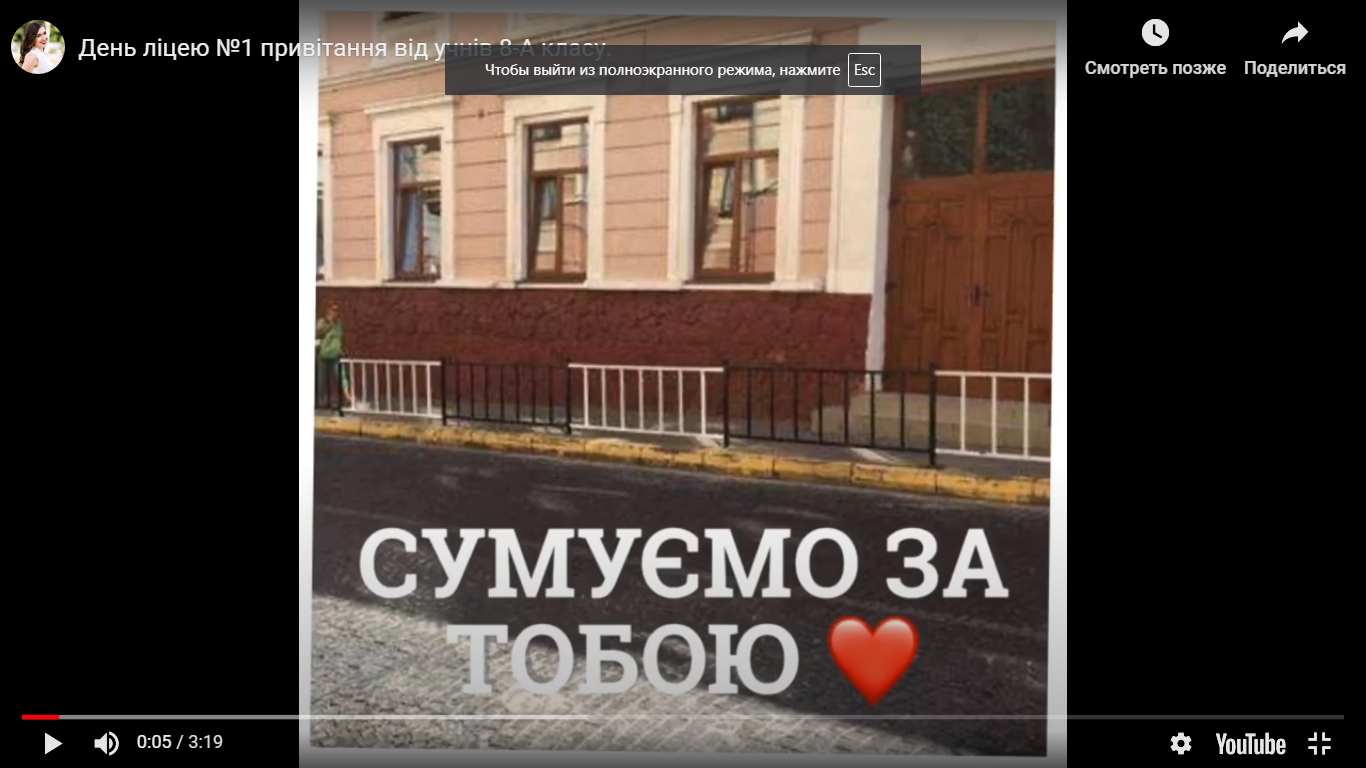 День ліцею №1 привітання від учнів 8-А класу.
Чтобы выйти из полноэкранного режима, нажмите Esc
Смотреть позже
Поделиться
СУМУЄМО ЗА
ТОБОЮ ❤
0:05 / 3:19
YouTube